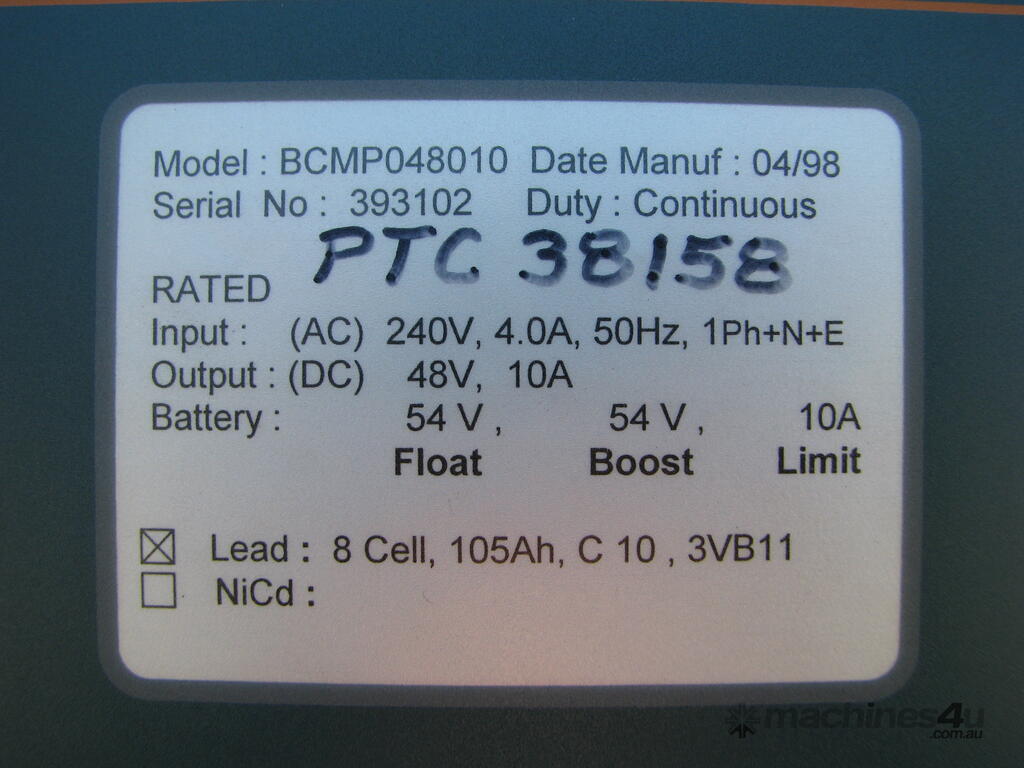 Model : BCMP048010 Date Manuf : 04/98
Serial No : 393102 Duty : Continuous
PTC 38158
RATED
Input : (AC) 240V, 4.0A, 50Hz, 1Ph+N+E
Output : (DC) 48V, 10A
Battery : 54 V , 54 V , 10A
Float Boost Limit
Lead : 8 Cell, 105Ah, C 10 , 3VB11
NiCd :
machines4u
.com.au